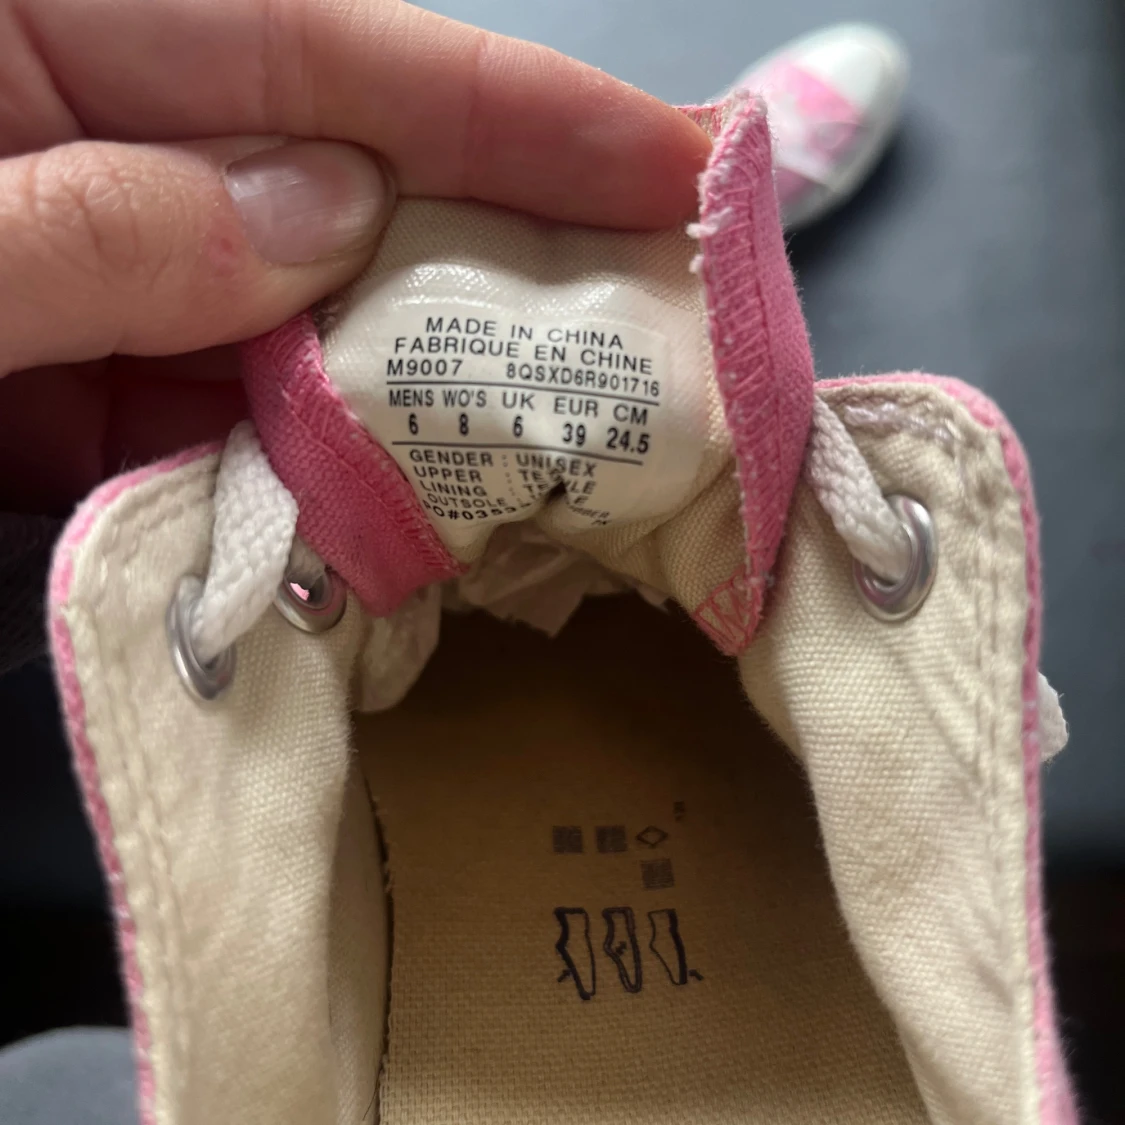 MADE IN CHINA
FABRIQUE EN CHINE
M9007 8QSXD6R901716
MENS WO'S UK EUR CM
6 8 6 39 24.5
GENDER : UNISEX
UPPER
LINING
OUTSOLE